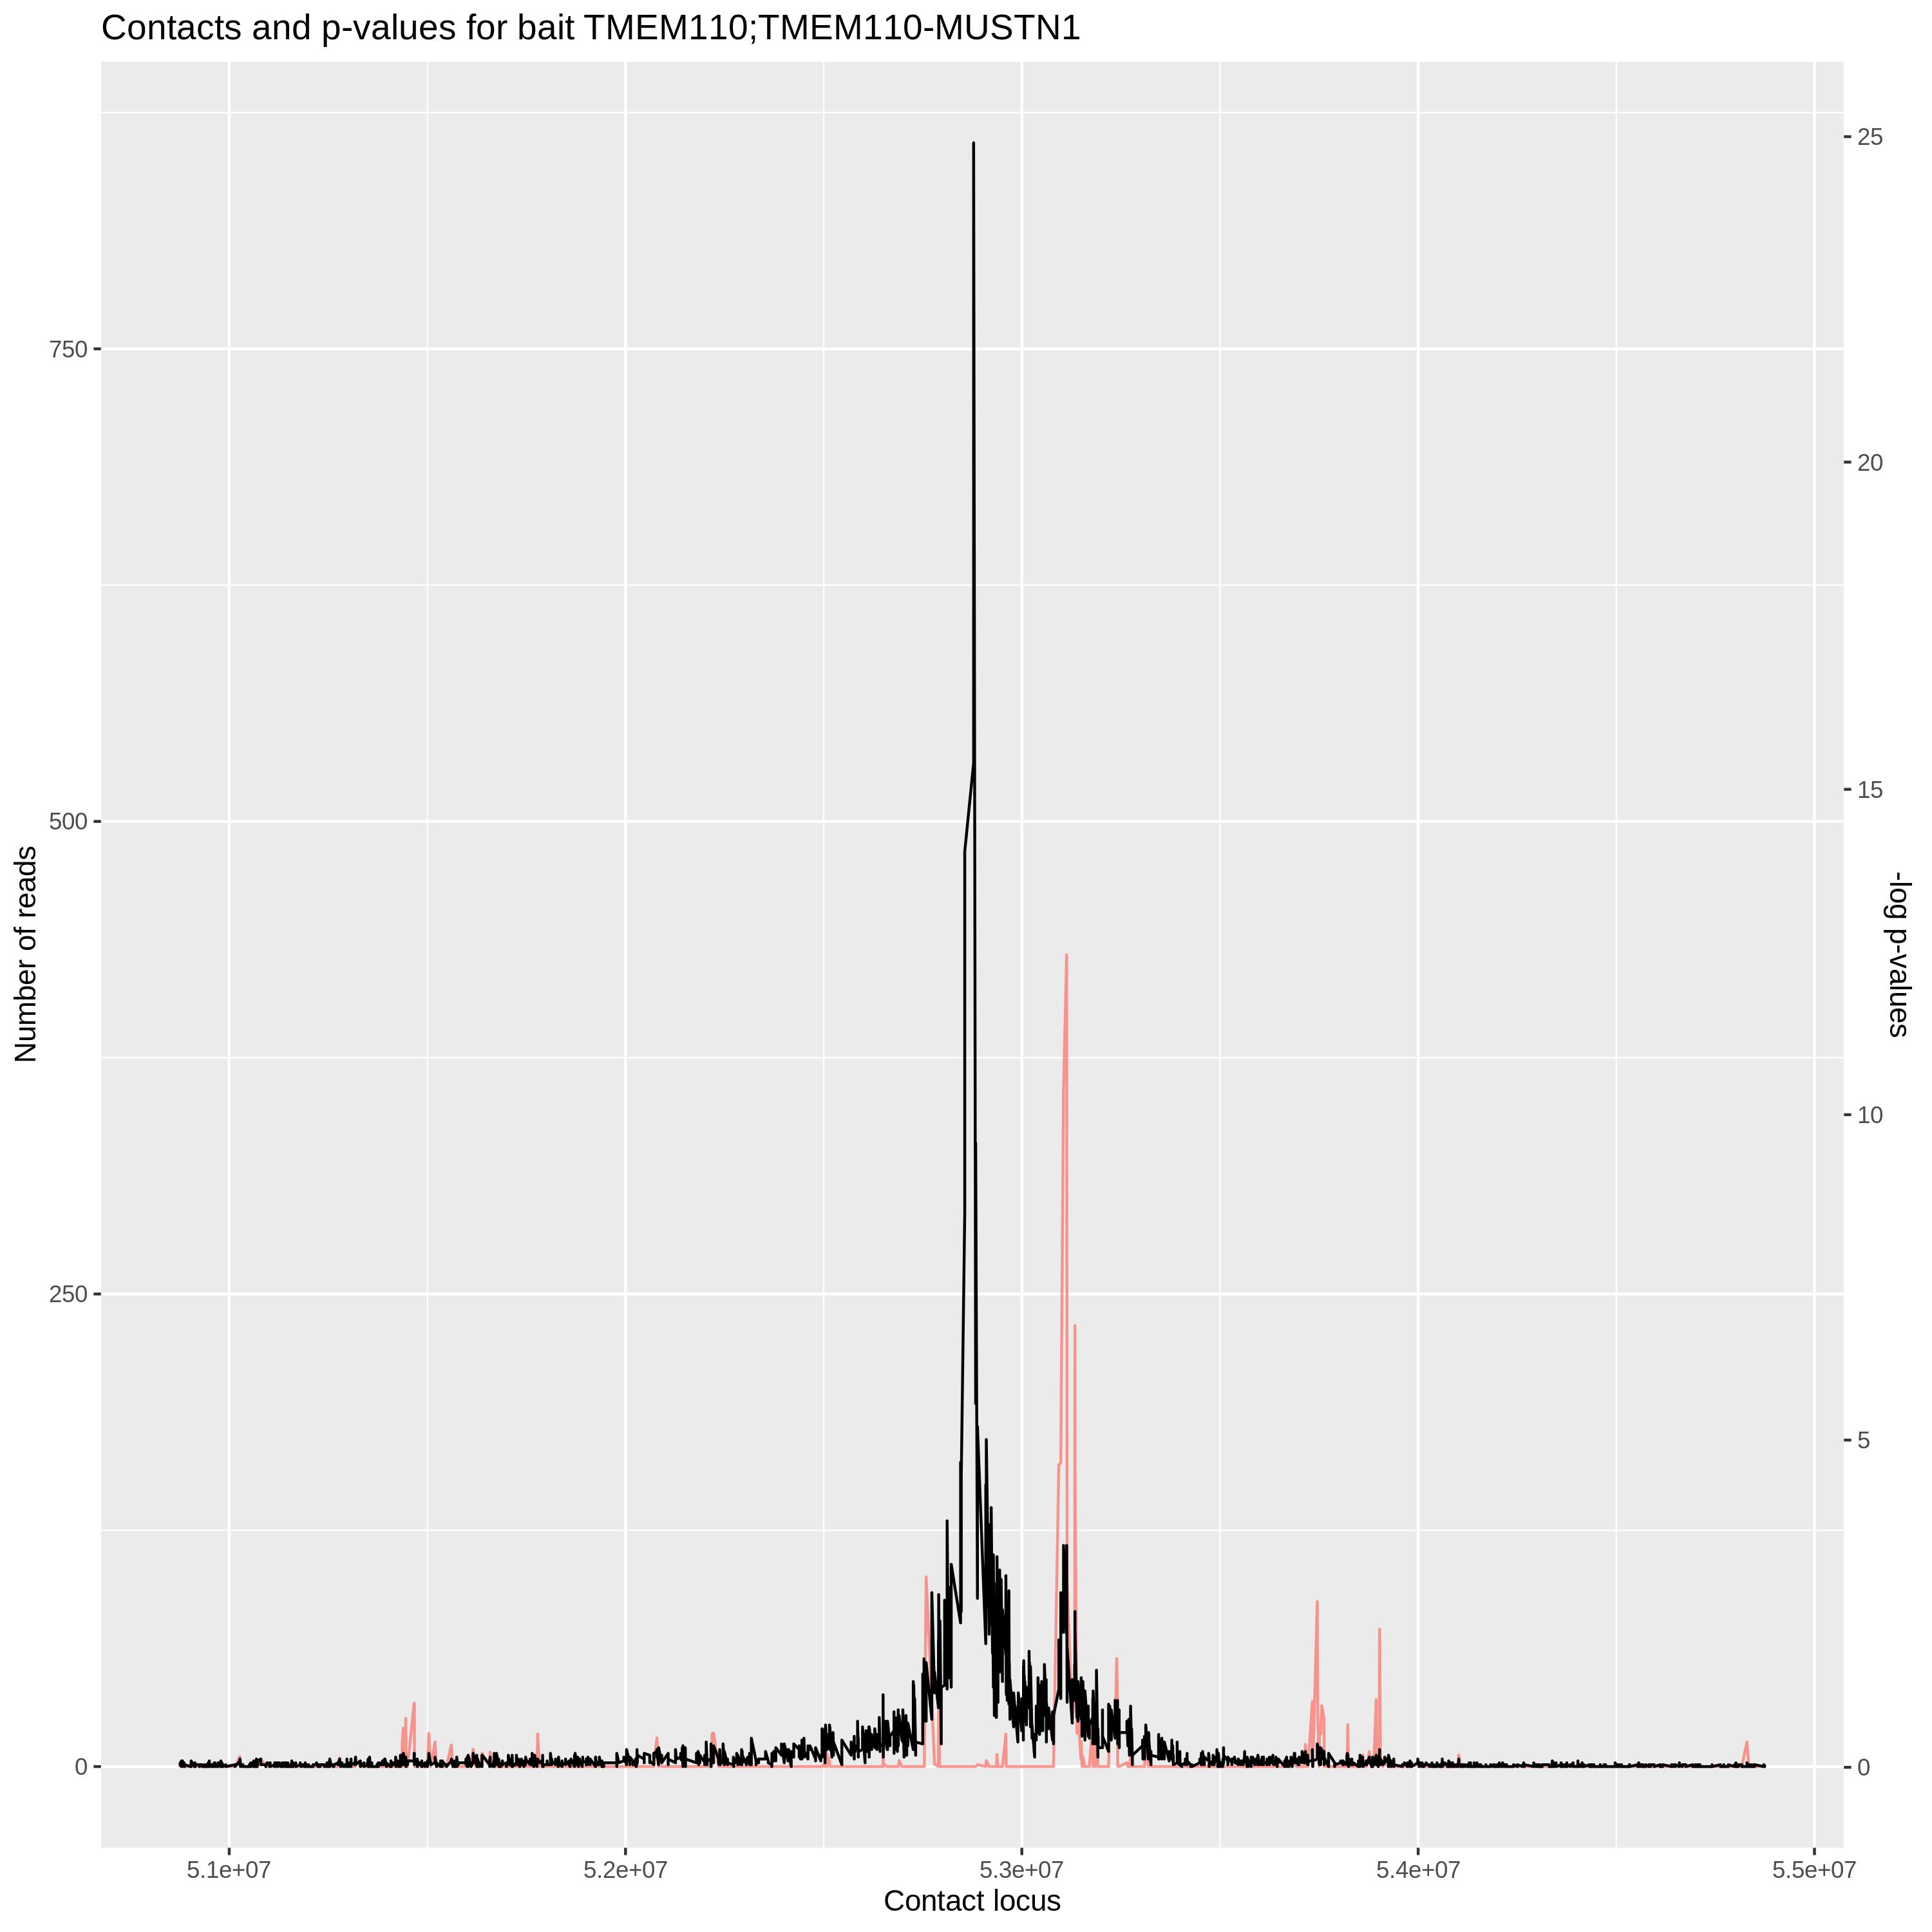 Contacts and p-values for bait TMEM110;TMEM110-MUSTN1
25
20
15
10
5
0
750
500
250
0
Number of reads
-log p-values
5.1e+07
5.2e+07
5.3e+07
5.4e+07
5.5e+07
Contact locus